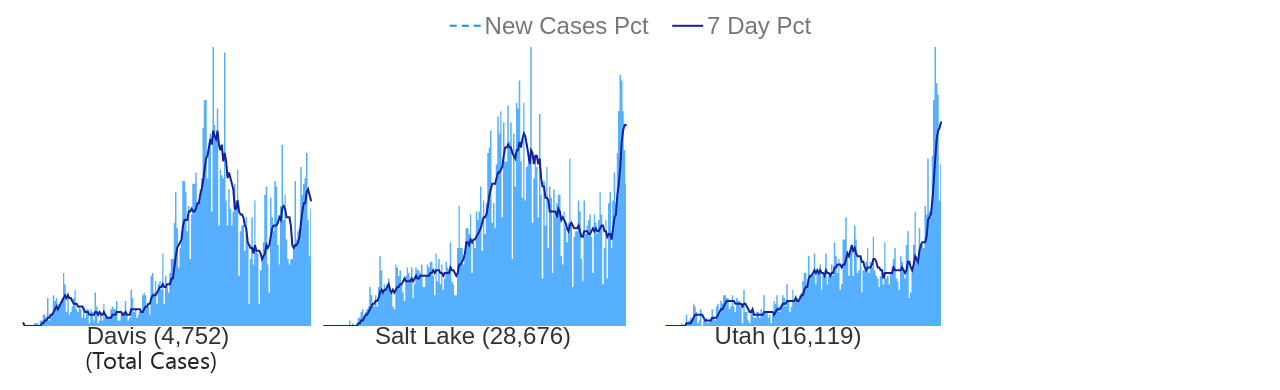 New Cases Pct 7 Day Pct
Davis (4,752) Salt Lake (28,676) Utah (16,119)
(Total Cases)